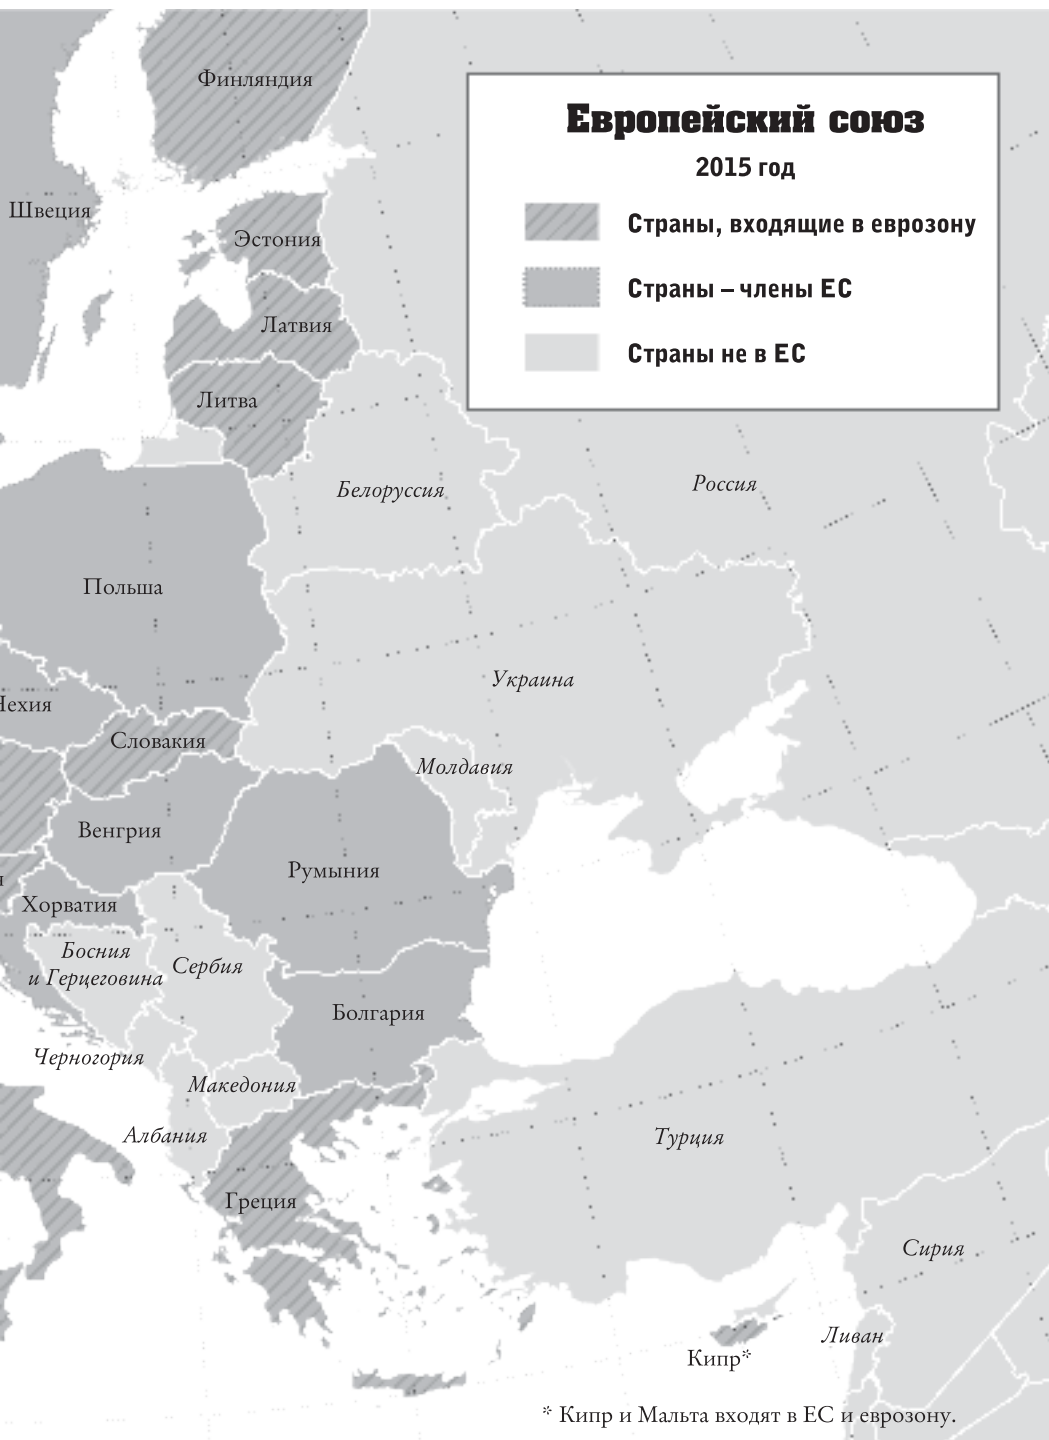 Финляндия
Европейский союз
2015 год
Страны, входящие в еврозону
Страны – члены ЕС
Страны не в ЕС
Швеция
Эстония
Латвия
Литва
Белоруссия
Россия
Польша
Украина
Чехия
Словакия
Молдавия
Венгрия
Румыния
Хорватия
Босния
и Герцеговина
Сербия
Болгария
Черногория
Македония
Албания
Турция
Греция
Сирия
Ливан
Кипр*
* Кипр и Мальта входят в ЕС и еврозону.